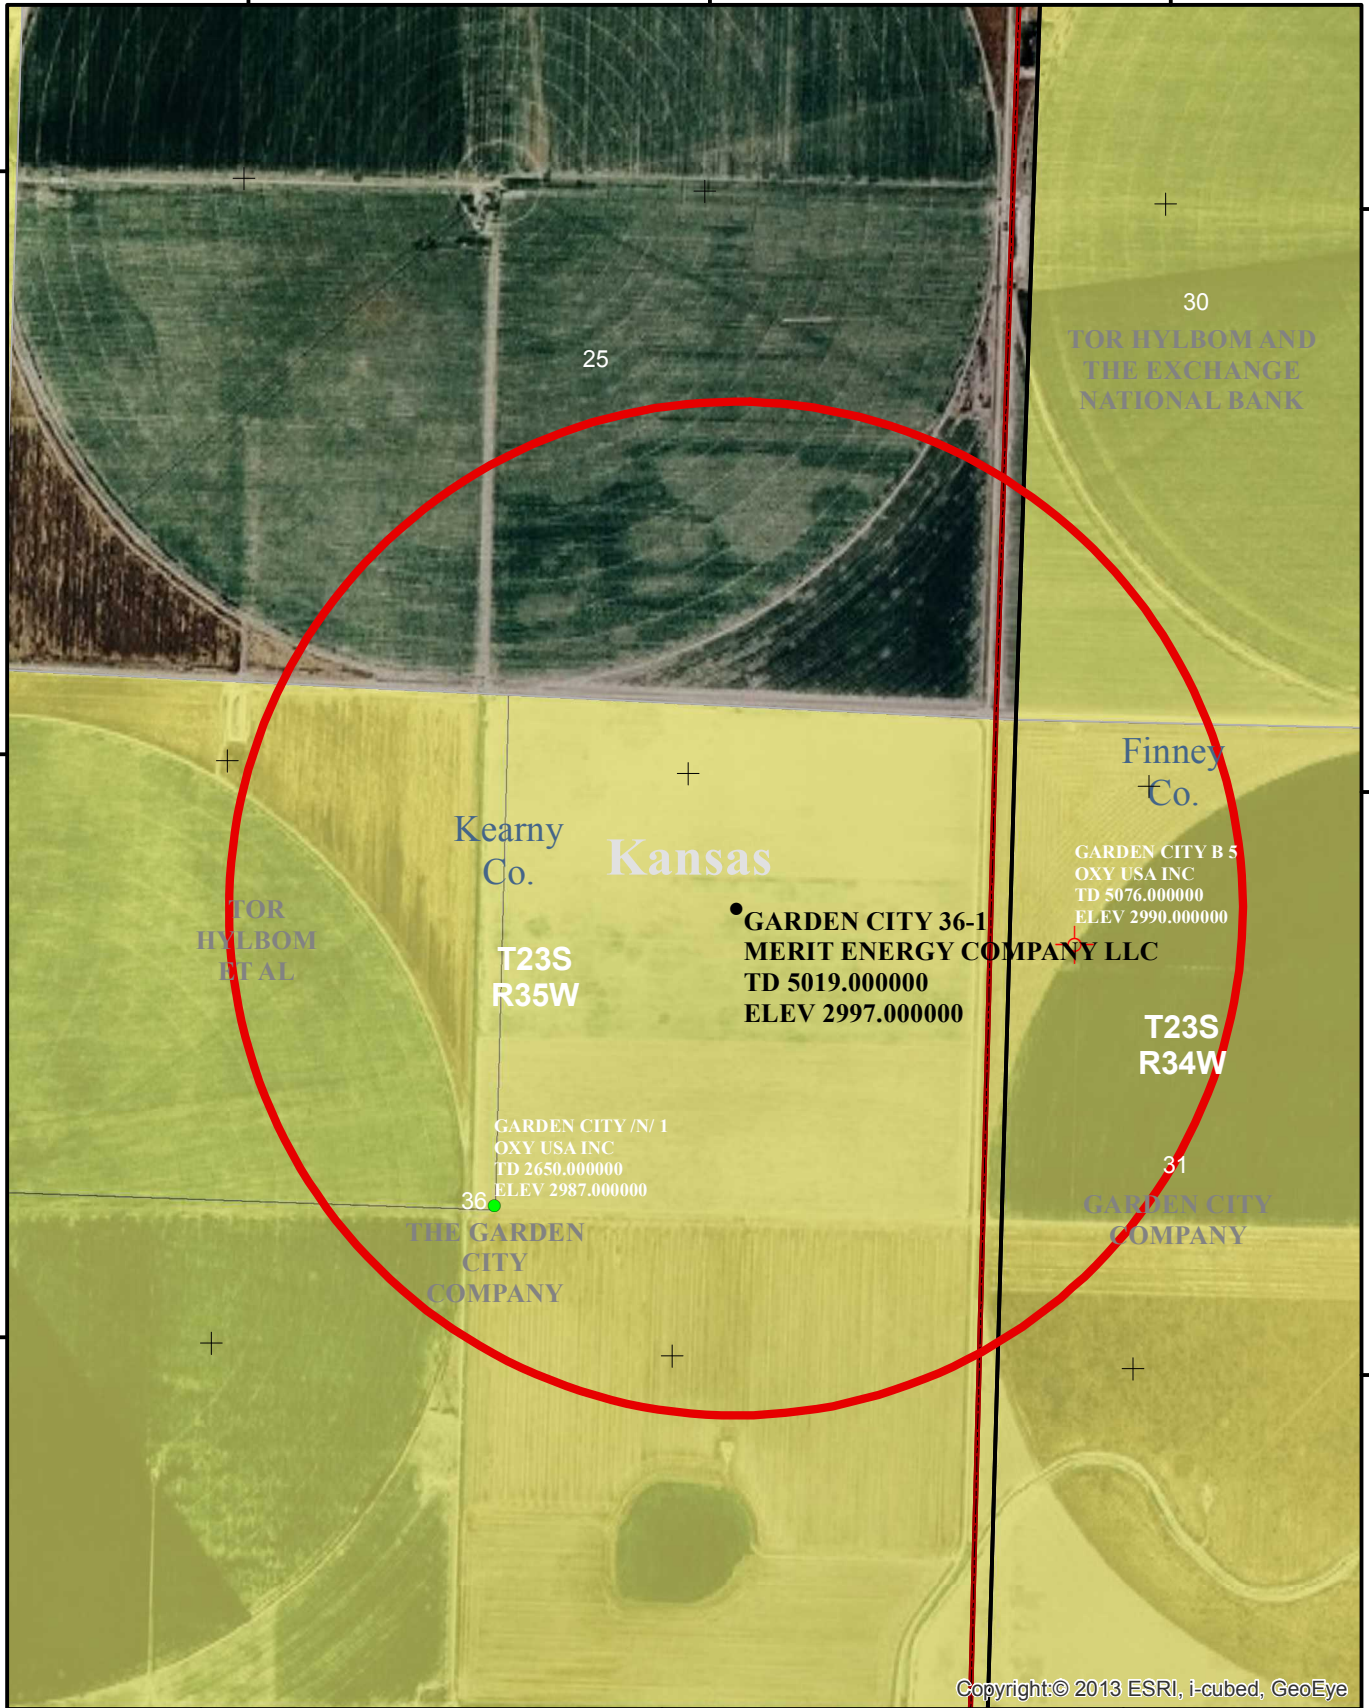 25
30
TOR HYLBOM AND
THE EXCHANGE
NATIONAL BANK
Finney
Co.
Kearny
Co.
Kansas
GARDEN CITY B 5
OXY USA INC
TD 5076.000000
ELEV 2990.000000
TOR
HYLBOM
ET AL
GARDEN CITY 36-1
MERIT ENERGY COMPANY LLC
TD 5019.000000
ELEV 2997.000000
T23S
R35W
T23S
R34W
GARDEN CITY /N/ 1
OXY USA INC
TD 2650.000000
ELEV 2987.000000
36
THE GARDEN
CITY
COMPANY
31
GARDEN CITY
COMPANY
Copyright:© 2013 ESRI, i-cubed, GeoEye